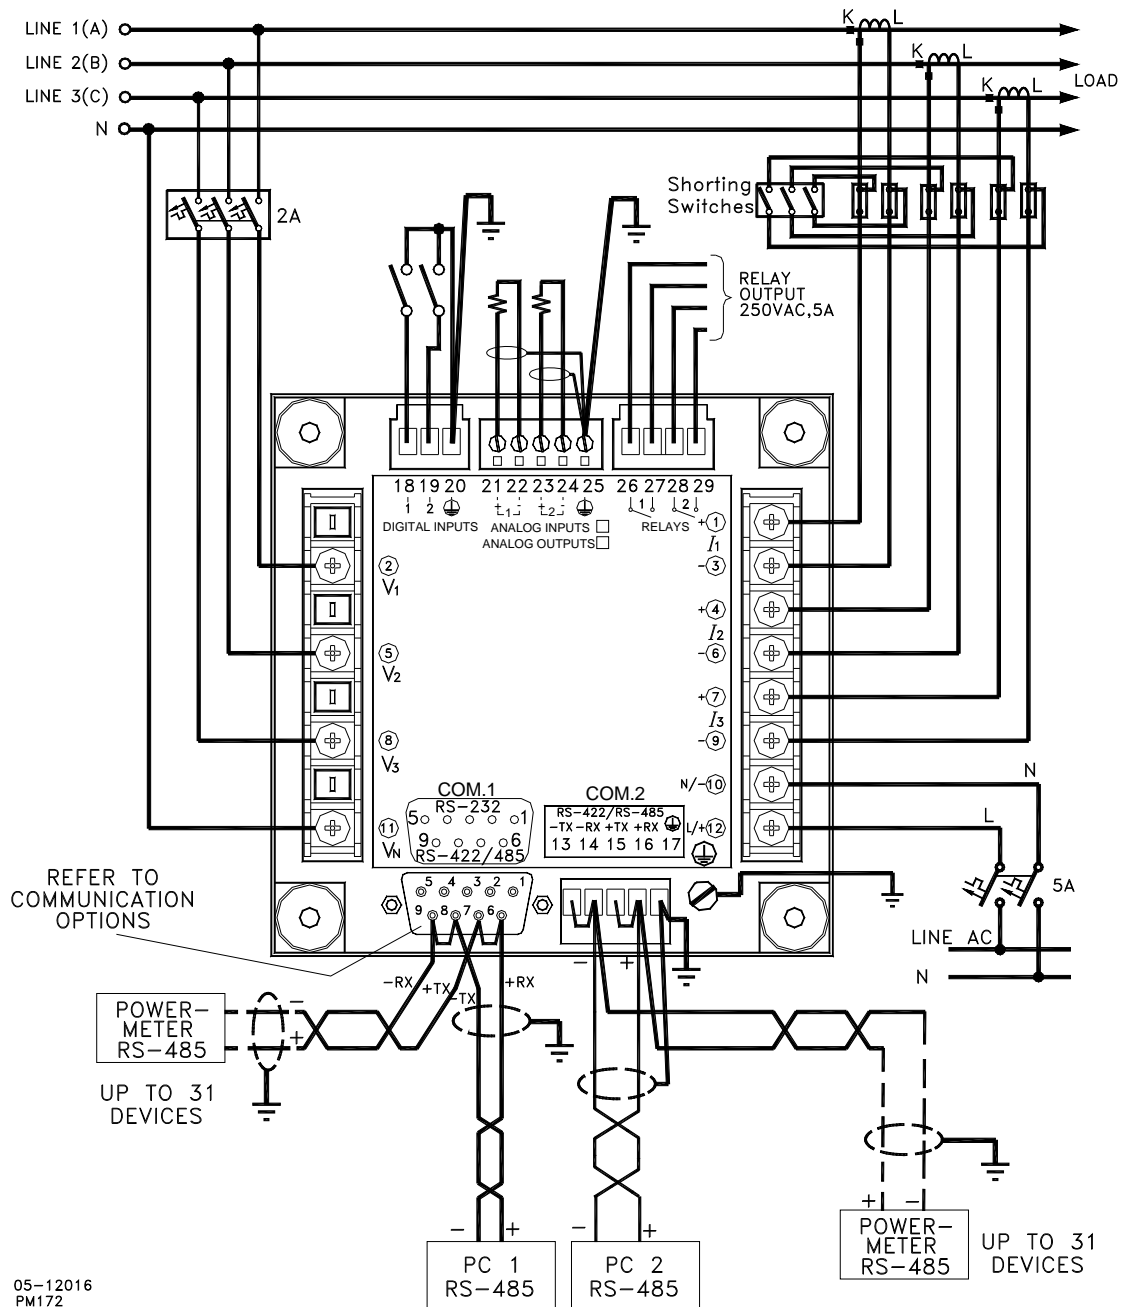 K L
LINE 1(A)
K L
LINE 2(B)
K L
LINE 3(C)
LOAD
N
Shorting
Switches
2A
RELAY
OUTPUT
250VAC,5A
18 19 20
1 2
DIGITAL INPUTS
21 22 23 24 25
1 2
ANALOG INPUTS
ANALOG OUTPUTS
26 27 28 29
1 2
RELAYS
+ 1
I1
- 3
2
V1
+ 4
I2
- 6
5
V2
+ 7
I3
- 9
8
V3
N/- 10
N
L/+ 12
L
11
VN
COM.1
RS-232
5 1
9 6
RS-422/485
COM.2
RS-422/RS-485
-TX -RX +TX +RX
13 14 15 16 17
REFER TO
COMMUNICATION
OPTIONS
5 4 3 2 1
9 8 7 6
5A
LINE AC
N
- +
-RX +TX -TX +RX
POWER-
METER
RS-485
-
+
UP TO 31
DEVICES
- +
PC 1
RS-485
- +
PC 2
RS-485
+ -
POWER-
METER
RS-485
UP TO 31
DEVICES
05-12016
PM172